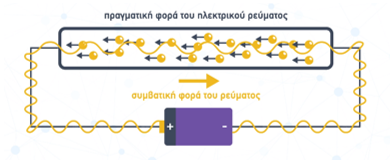 πραγματική φορά του ηλεκτρικού ρεύματος
συμβατική φορά του ρεύματος
+ -